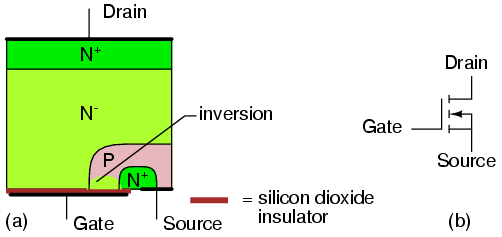 Drain
N+
N-
inversion
P
N+
(a)
Gate
Source
= silicon dioxide
insulator
Drain
Gate
Source
(b)